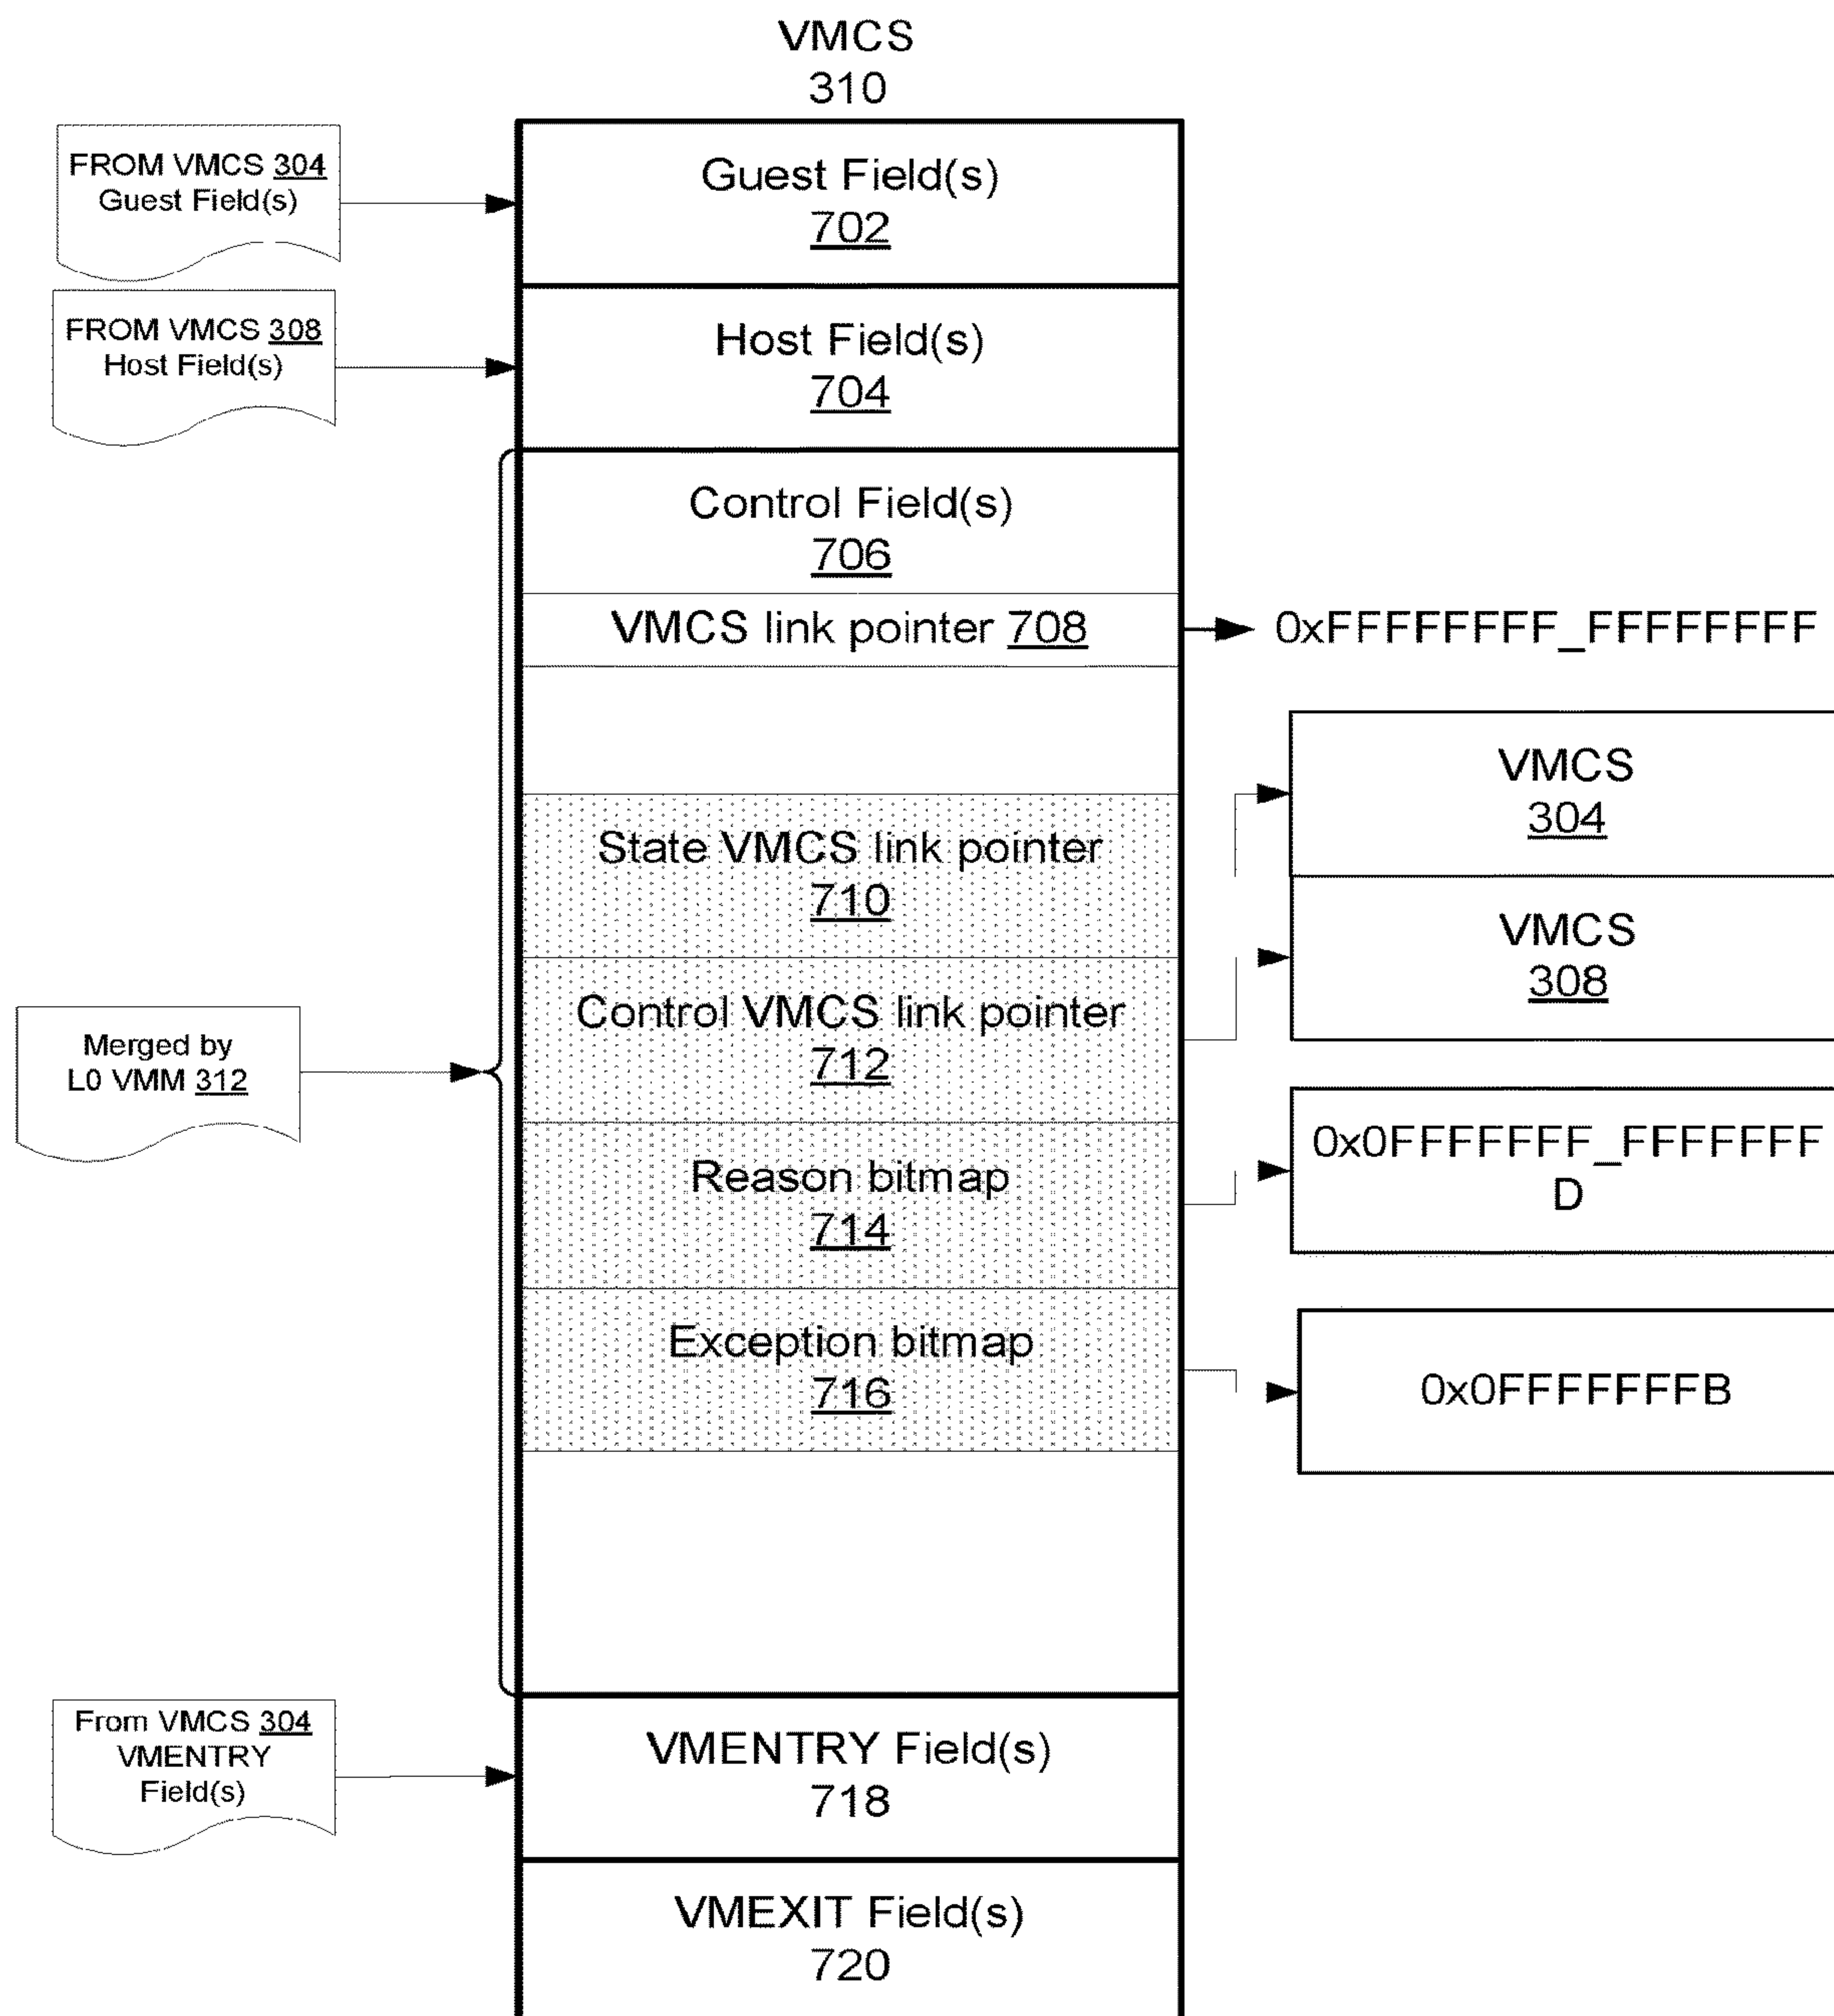 VMCS
310
FROM VMCS 304
Guest Field(s)
Guest Field(s)
702
FROM VMCS 308
Host Field(s)
Host Field(s)
704
Control Field(s)
706
VMCS link pointer 708
0xFFFFFFFF_FFFFFFFF
VMCS
304
State VMCS link pointer
710
VMCS
308
Control VMCS link pointer
712
Merged by
L0 VMM 312
Reason bitmap
714
0x0FFFFFFF_FFFFFFF
D
Exception bitmap
716
0x0FFFFFFFB
From VMCS 304
VMENTRY
Field(s)
VMENTRY Field(s)
718
VMEXIT Field(s)
720